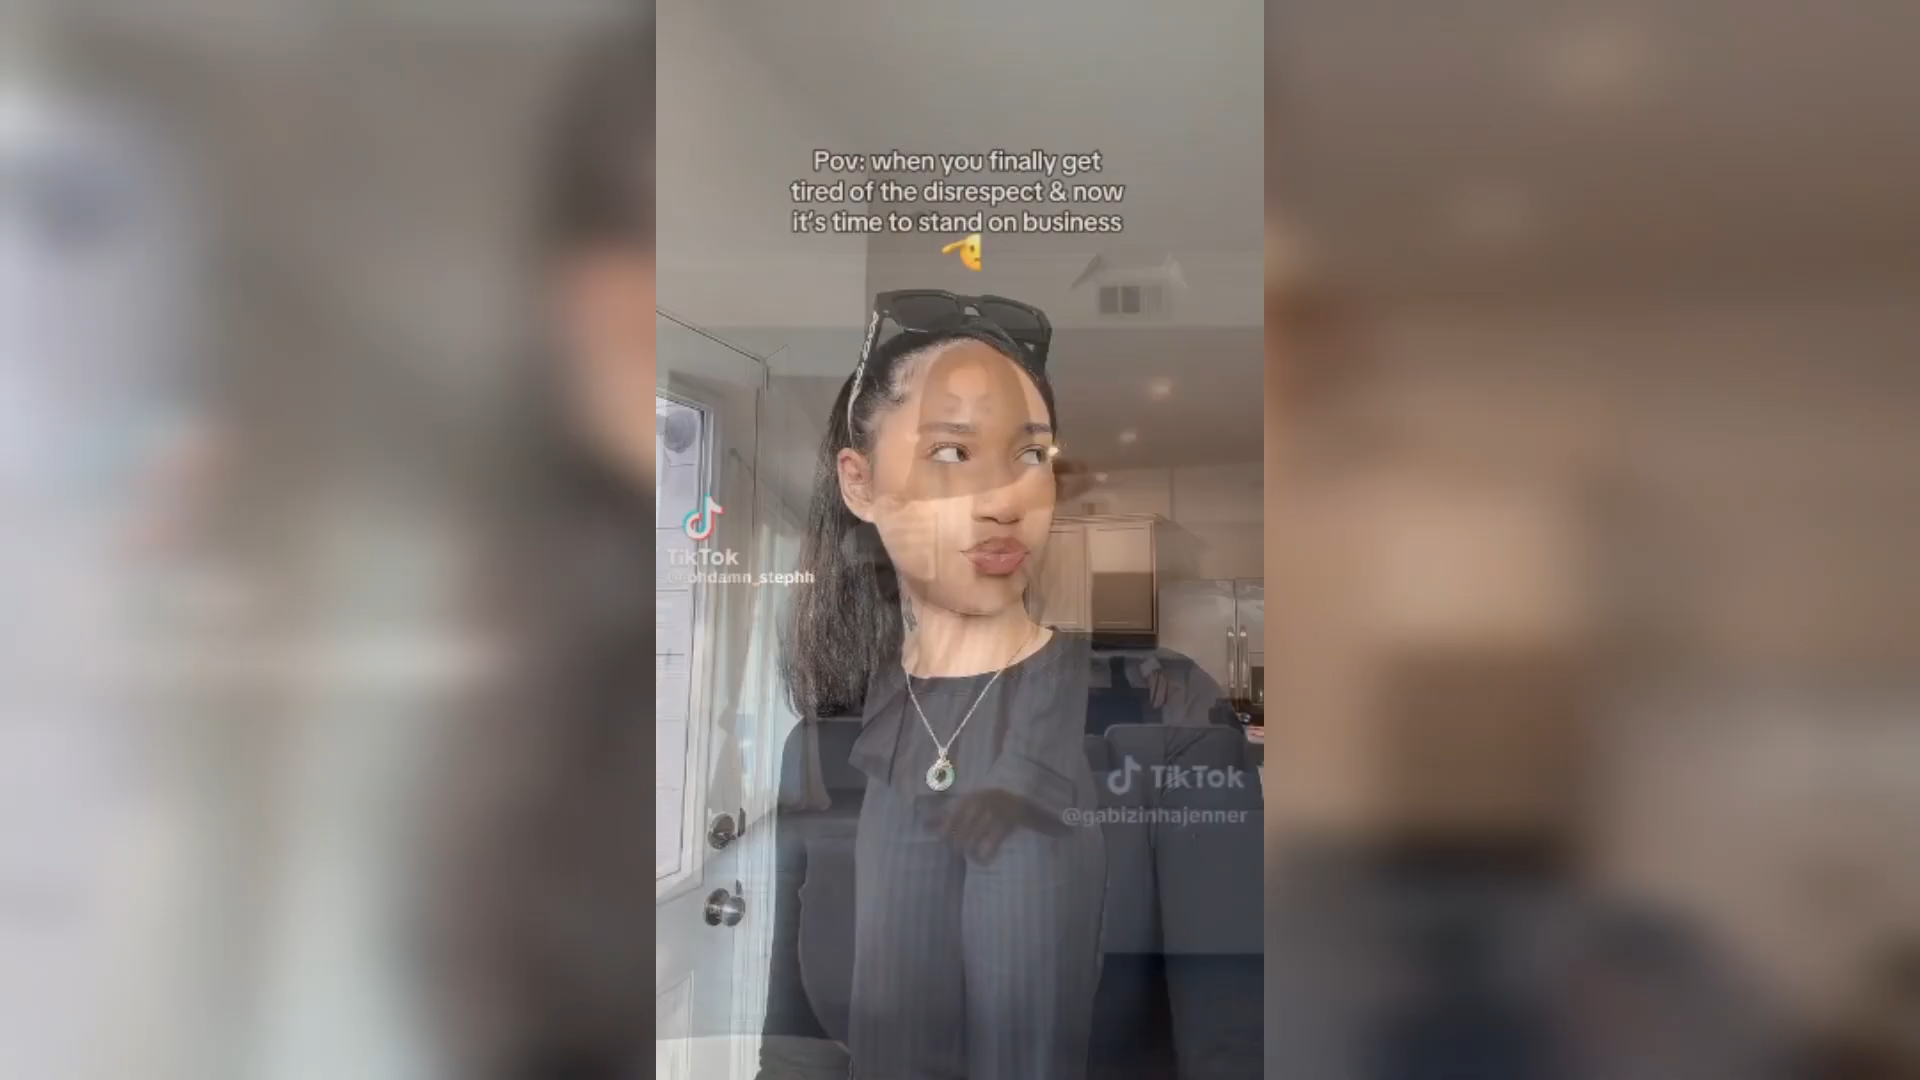 Pov: when you finally get
tired of the disrespect & now
it's time to stand on business
TikTok
ohdamn_stephh
TikTok
@gabizinhajenner